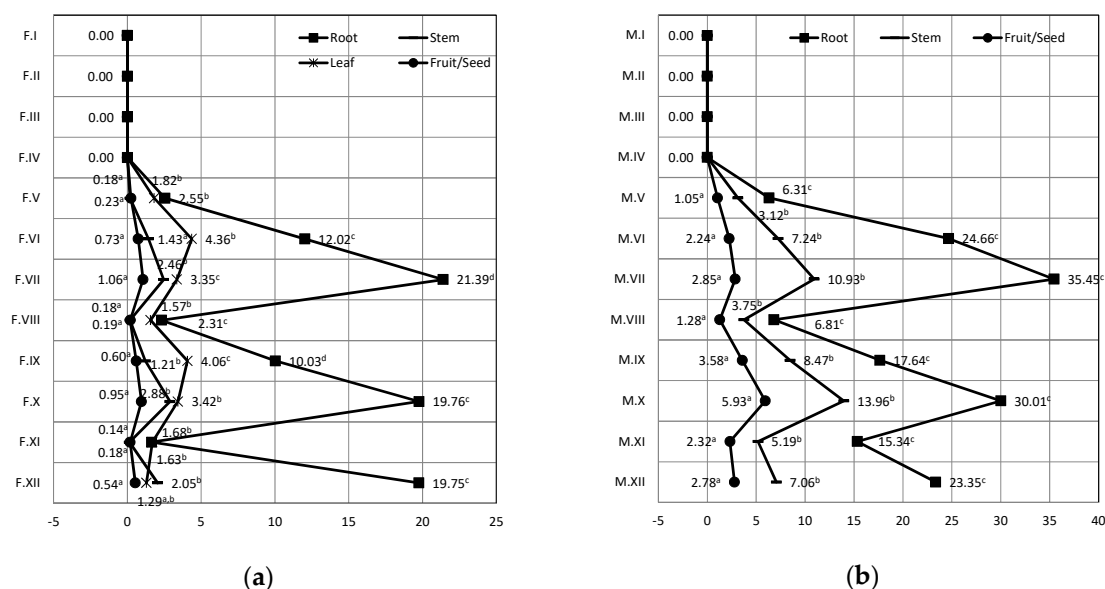 F.I 0.00 Root Stem
Leaf Fruit/Seed
F.II 0.00
F.III 0.00
F.IV 0.00
0.18ᵃ 1.82ᵇ
F.V 0.23ᵃ 2.55ᵇ
F.VI 0.73ᵃ 1.43ᵃ 4.36ᵇ 12.02ᶜ
2.46ᵇ
F.VII 1.06ᵃ 3.35ᶜ 21.39ᵈ
0.18ᵃ 1.57ᵇ
F.VIII 0.19ᵃ 2.31ᶜ
F.IX 0.60ᵃ 1.21ᵇ 4.06ᶜ 10.03ᵈ
F.X 0.95ᵃ 2.88ᵇ 3.42ᵇ 19.76ᶜ
0.14ᵃ 1.68ᵇ
F.XI 0.18ᵃ 1.63ᵇ
F.XII 0.54ᵃ 2.05ᵇ 19.75ᶜ
1.29ᵃ,ᵇ
-5 0 5 10 15 20 25
(a)
M.I 0.00 Root Stem Fruit/Seed
M.II 0.00
M.III 0.00
M.IV 0.00
M.V 1.05ᵃ 6.31ᶜ
3.12ᵇ
M.VI 2.24ᵃ 7.24ᵇ 24.66ᶜ
M.VII 2.85ᵃ 10.93ᵇ 35.45ᶜ
3.75ᵇ
M.VIII 1.28ᵃ 6.81ᶜ
M.IX 3.58ᵃ 8.47ᵇ 17.64ᶜ
M.X 5.93ᵃ 13.96ᵇ 30.01ᶜ
M.XI 2.32ᵃ 5.19ᵇ 15.34ᶜ
M.XII 2.78ᵃ 7.06ᵇ 23.35ᶜ
-5 0 5 10 15 20 25 30 35 40
(b)